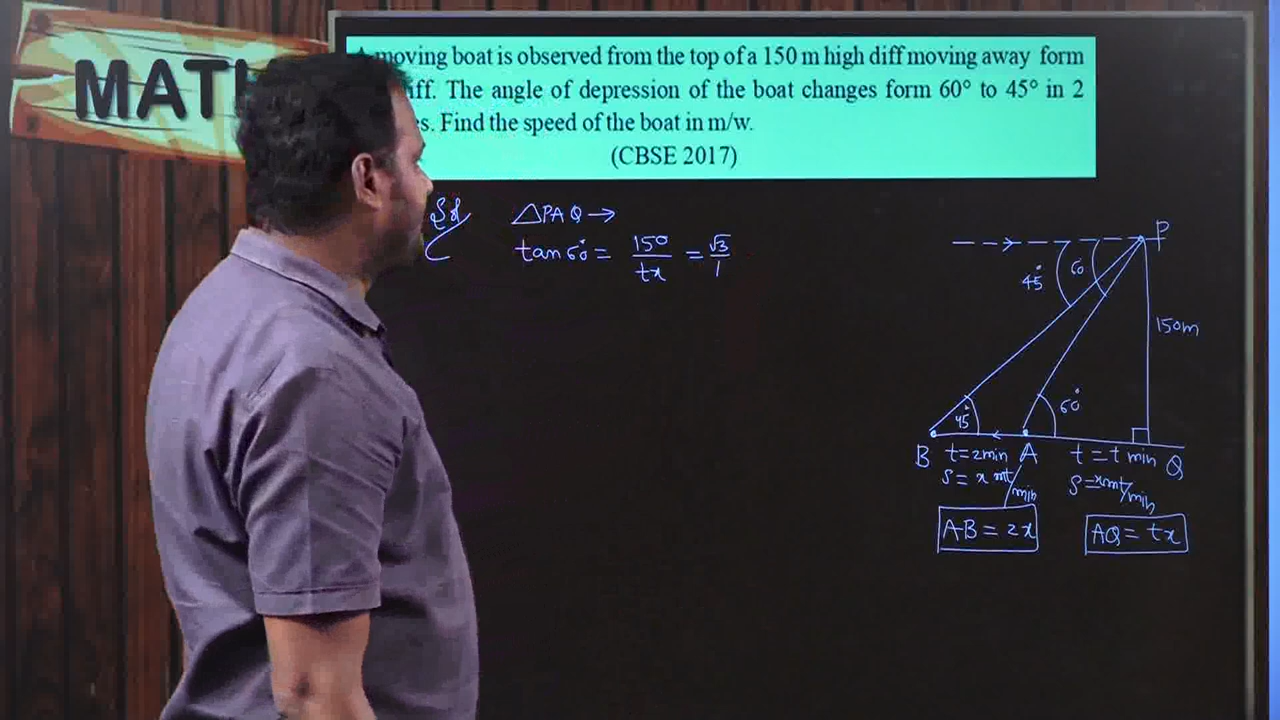 MATH
moving boat is observed from the top of a 150 m high diff moving away form
iff. The angle of depression of the boat changes form 60° to 45° in 2
es. Find the speed of the boat in m/w.
(CBSE 2017)
Sol
△PAQ →
tan 60° = 150/tx = √3/1
P
45° 60
150m
45° 60°
B t=2min A t = t min Q
S = x mt/min S = x mt/min
AB = 2x AQ = tx